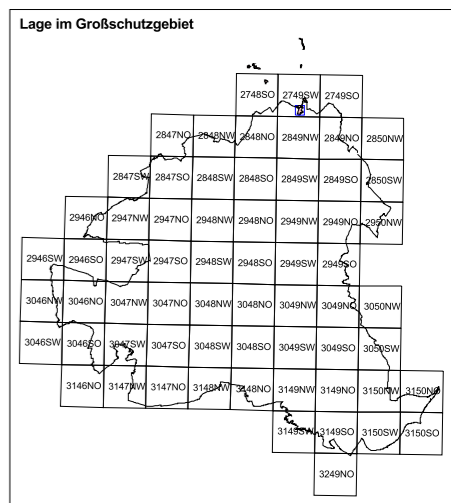 Lage im Großschutzgebiet
2748SO 2749SW 2749SO
2847NO 2848NW 2848NO 2849NW 2849NO 2850NW
2847SW 2847SO 2848SW 2848SO 2849SW 2849SO 2850SW
2946NO 2947NW 2947NO 2948NW 2948NO 2949NW 2949NO 2950NW
2946SW 2946SO 2947SW 2947SO 2948SW 2948SO 2949SW 2949SO
3046NW 3046NO 3047NW 3047NO 3048NW 3048NO 3049NW 3049NO 3050NW
3046SW 3046SO 3047SW 3047SO 3048SW 3048SO 3049SW 3049SO 3050SW
3146NO 3147NW 3147NO 3148NW 3148NO 3149NW 3149NO 3150NW 3150NO
3149SW 3149SO 3150SW 3150SO
3249NO